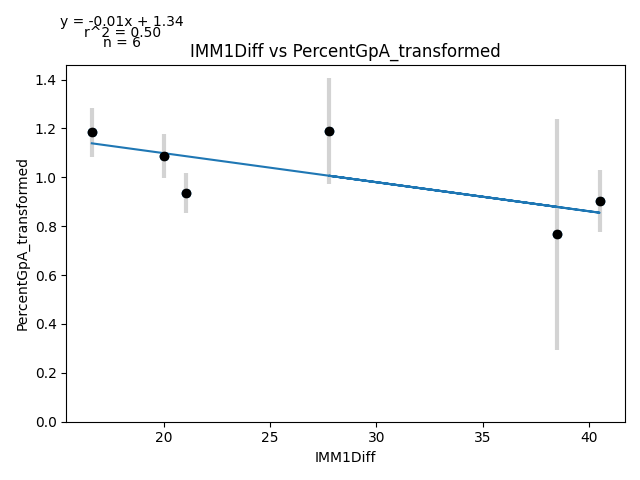 y = -0.01x + 1.34
r^2 = 0.50
n = 6
IMM1Diff vs PercentGpA_transformed
1.4
1.2
1.0
0.8
0.6
0.4
0.2
0.0
PercentGpA_transformed
20
25
30
35
40
IMM1Diff